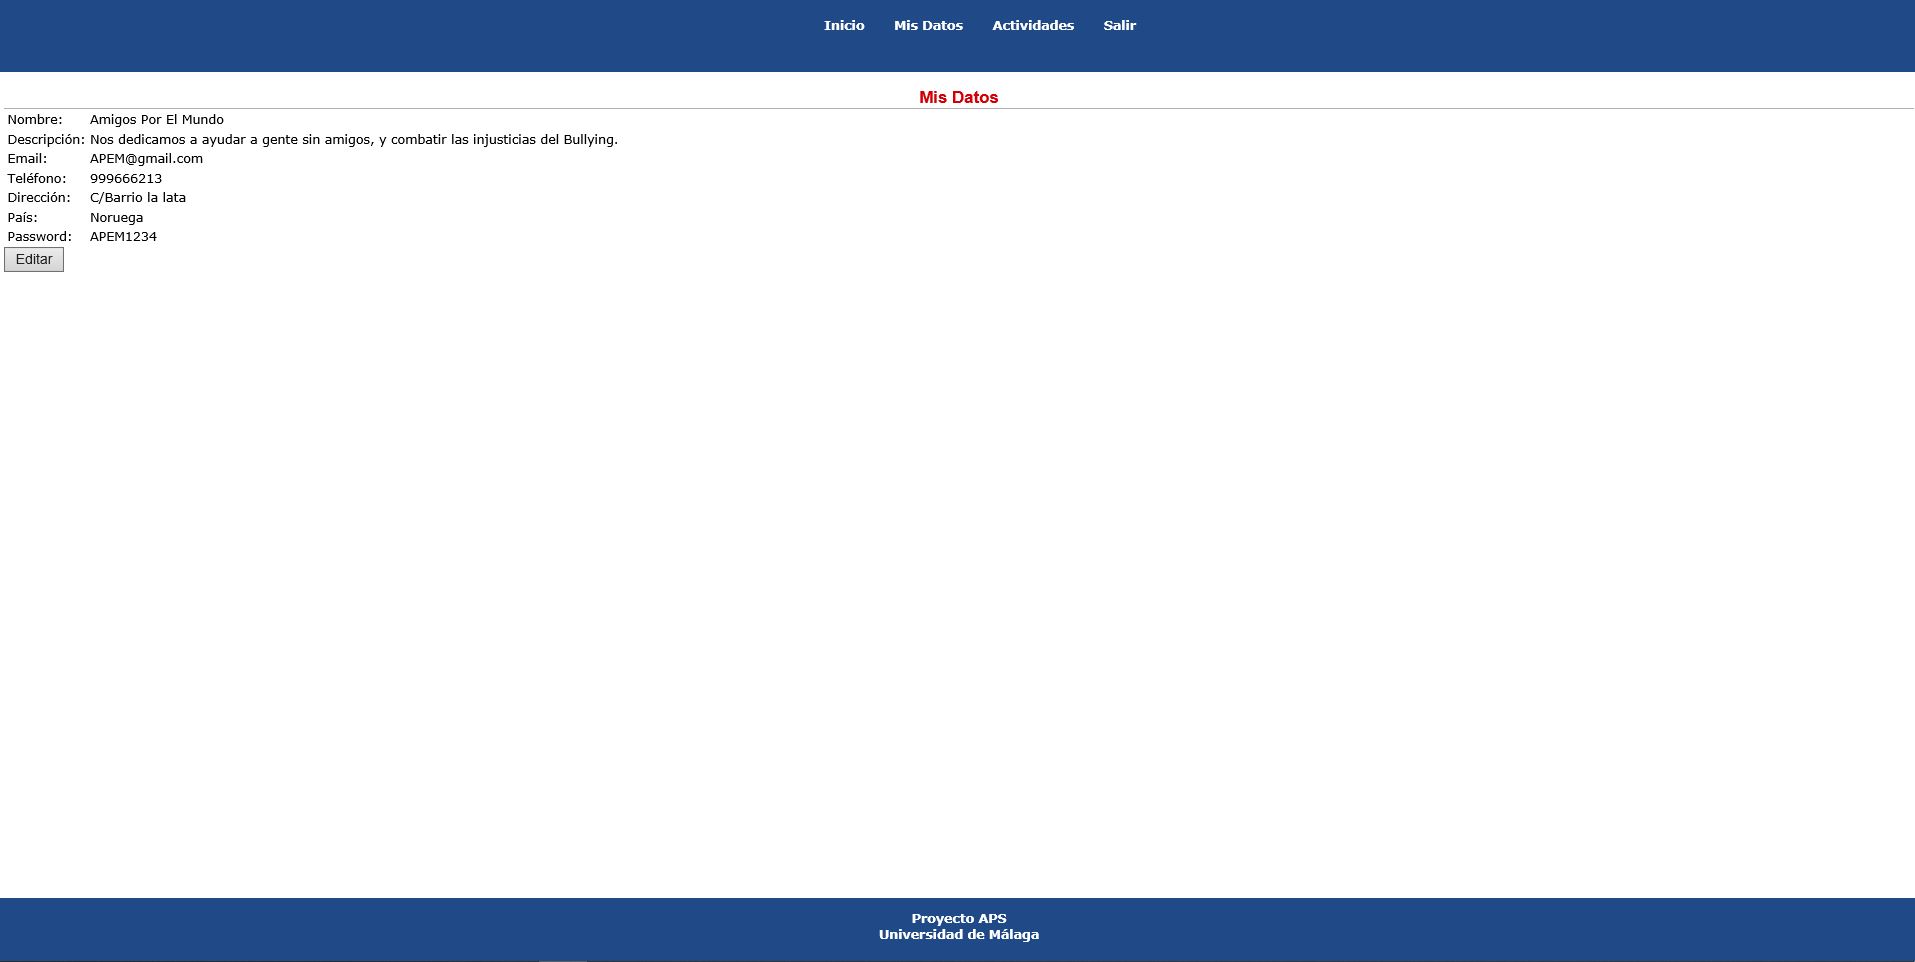 Inicio Mis Datos Actividades Salir
Mis Datos
Nombre: Amigos Por El Mundo
Descripción: Nos dedicamos a ayudar a gente sin amigos, y combatir las injusticias del Bullying.
Email: APEM@gmail.com
Teléfono: 999666213
Dirección: C/Barrio la lata
País: Noruega
Password: APEM1234
Editar
Proyecto APS
Universidad de Málaga